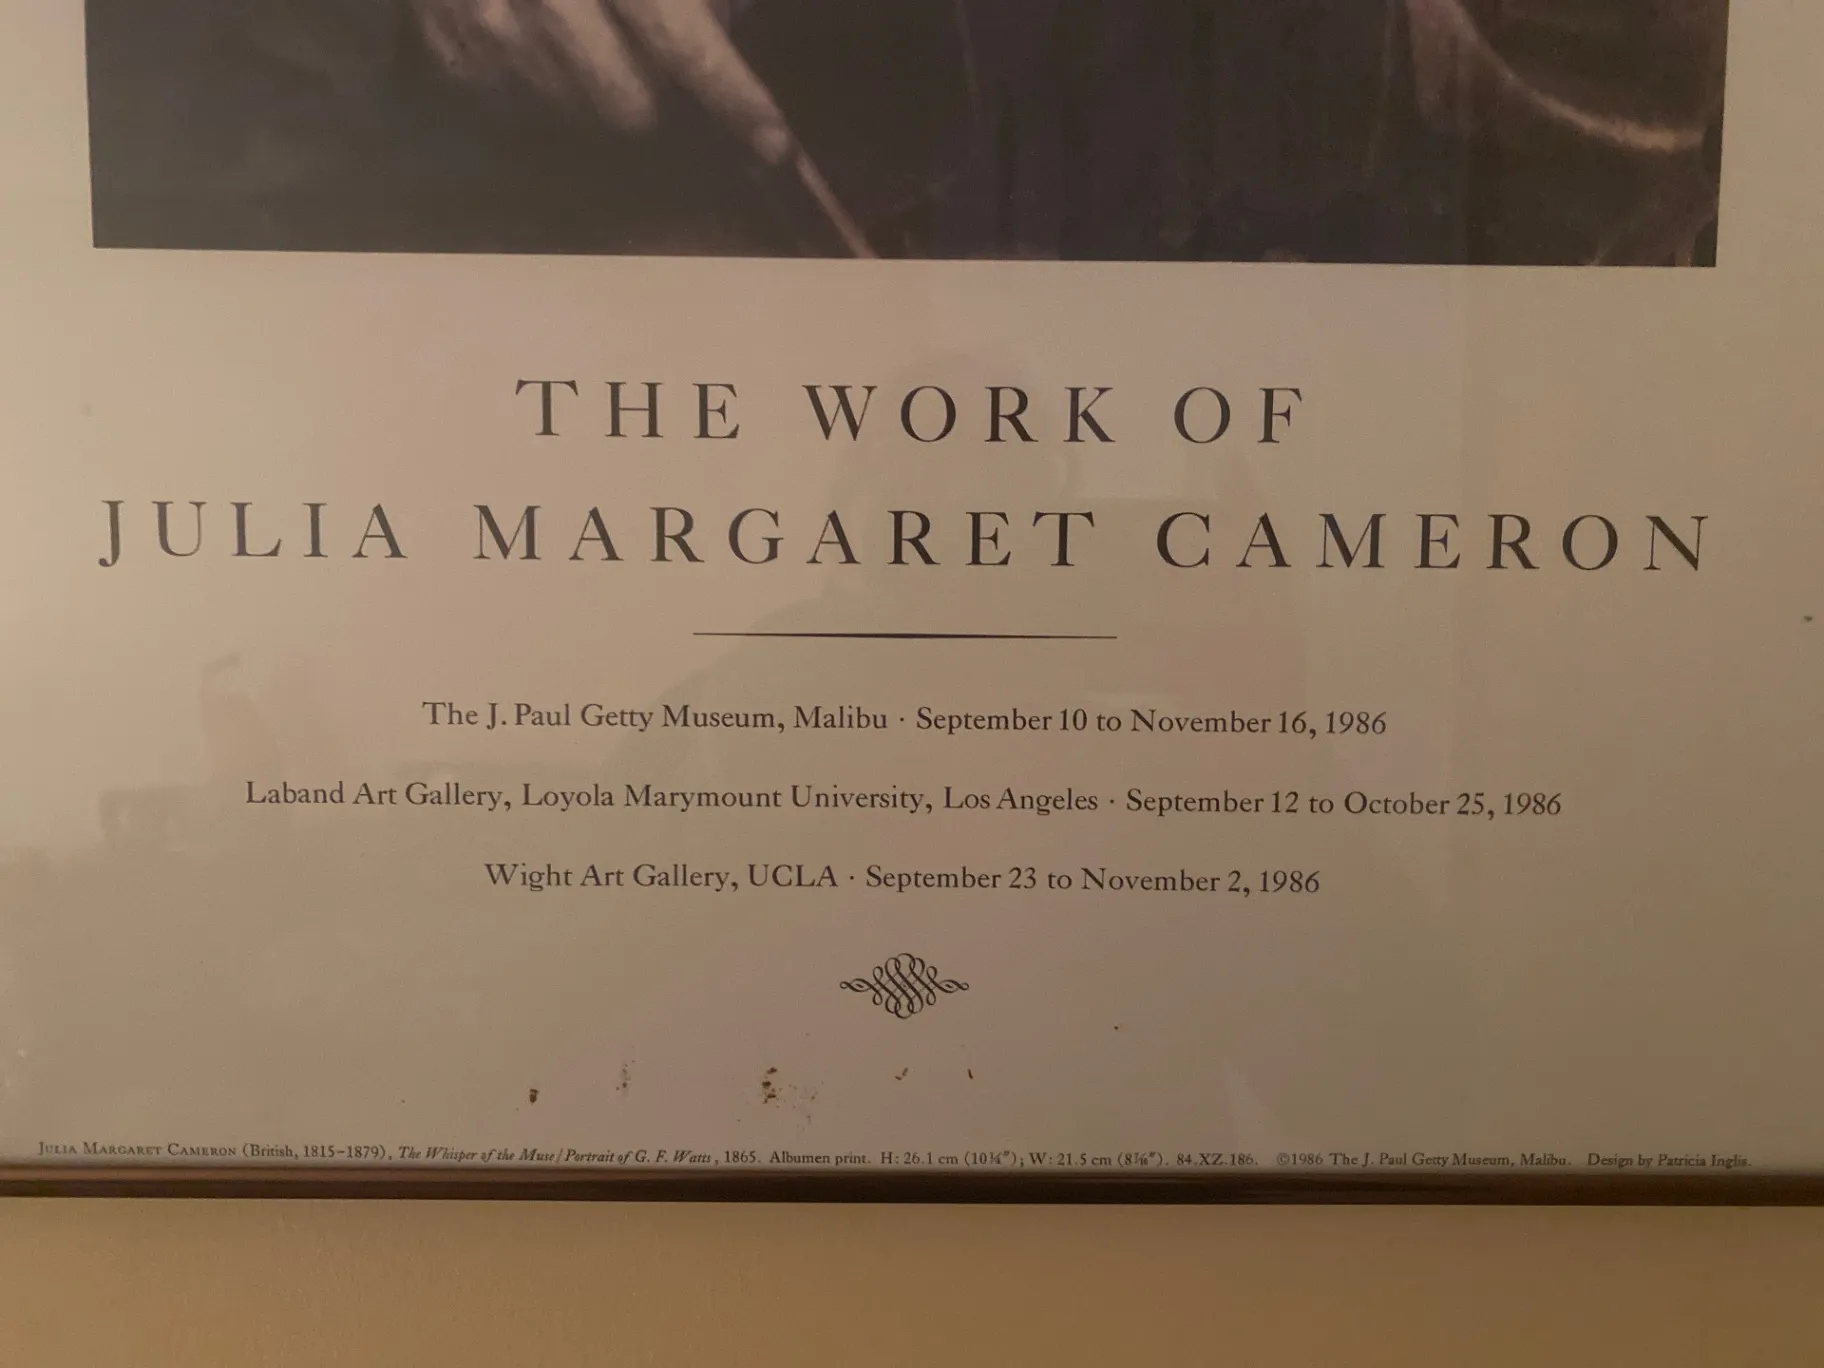 THE WORK OF
JULIA MARGARET CAMERON
The J. Paul Getty Museum, Malibu · September 10 to November 16, 1986
Laband Art Gallery, Loyola Marymount University, Los Angeles · September 12 to October 25, 1986
Wight Art Gallery, UCLA · September 23 to November 2, 1986
JULIA MARGARET CAMERON (British, 1815–1879), The Whisper of the Muse / Portrait of G. F. Watts, 1865. Albumen print. H: 26.1 cm (10¼"); W: 21.5 cm. 84.XZ.186. ©1986 The J. Paul Getty Museum, Malibu. Design by Patricia Inglis.